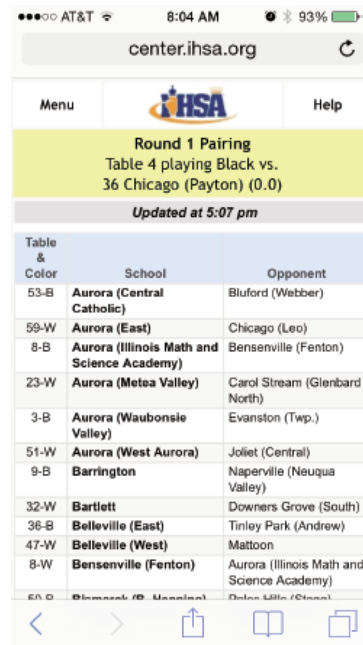 AT&T 8:04 AM 93%
center.ihsa.org
Menu IHSA Help
Round 1 Pairing
Table 4 playing Black vs.
36 Chicago (Payton) (0.0)
Updated at 5:07 pm
Table
&
Color School Opponent
53-B Aurora (Central Bluford (Webber)
Catholic)
59-W Aurora (East) Chicago (Leo)
8-B Aurora (Illinois Math and Bensenville (Fenton)
Science Academy)
23-W Aurora (Metea Valley) Carol Stream (Glenbard
North)
3-B Aurora (Waubonsie Evanston (Twp.)
Valley)
51-W Aurora (West Aurora) Joliet (Central)
9-B Barrington Naperville (Neuqua
Valley)
32-W Bartlett Downers Grove (South)
36-B Belleville (East) Tinley Park (Andrew)
47-W Belleville (West) Mattoon
8-W Bensenville (Fenton) Aurora (Illinois Math and
Science Academy)